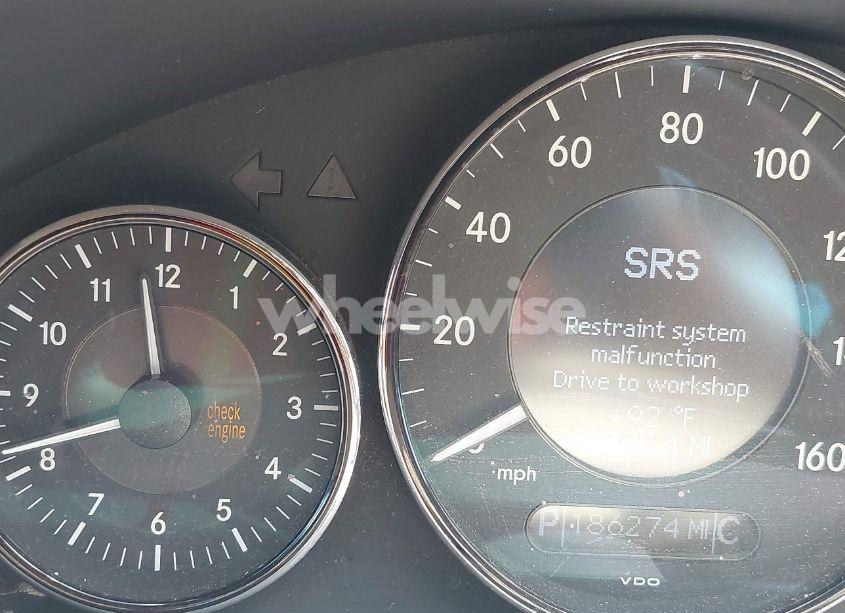 SRS
Restraint system
malfunction
Drive to workshop
+92 °F
MI
20
40
60
80
100
160
mph
P 186274 MI C
VDO
12
1
2
3
4
5
6
7
8
9
10
11
check
engine
wheelwise